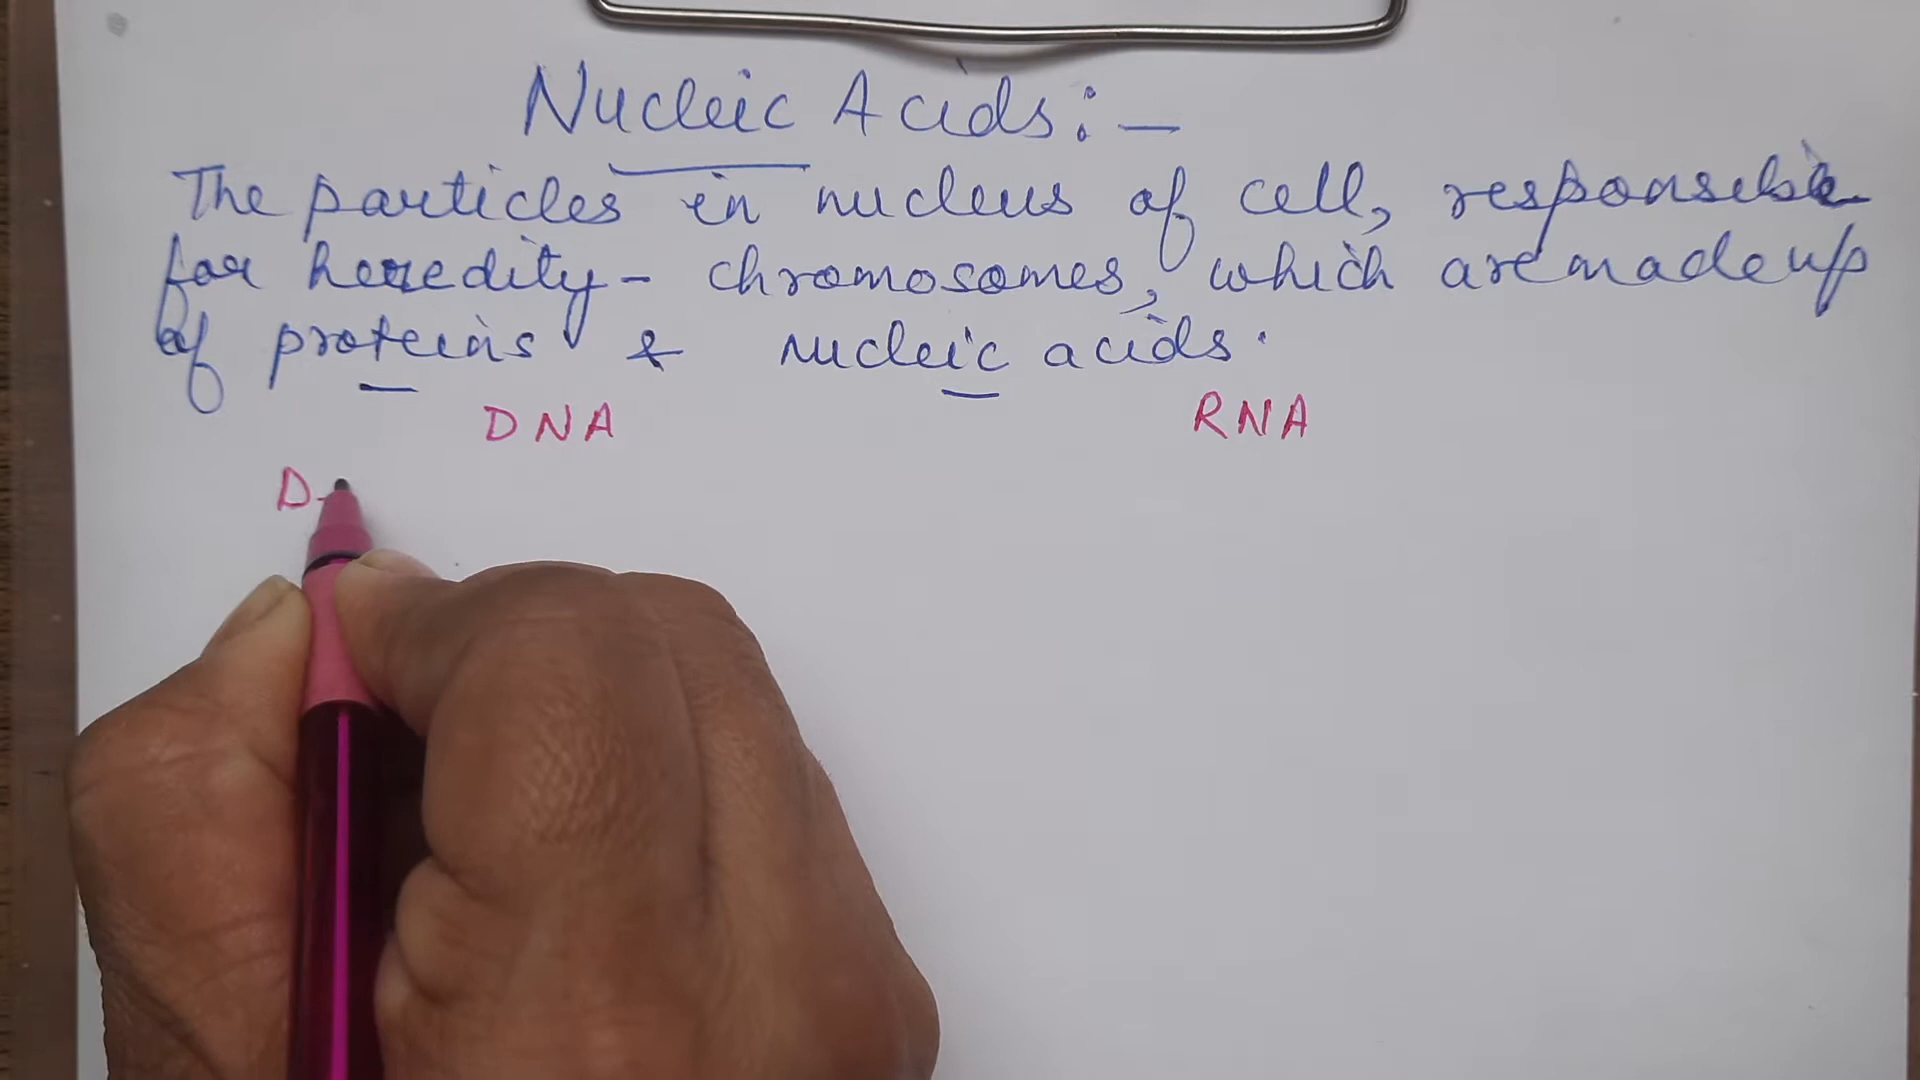 Nucleic Acids:-
The particles in nucleus of cell, responsible
for heredity - chromosomes, which are made up
of proteins & nucleic acids.
DNA RNA
D